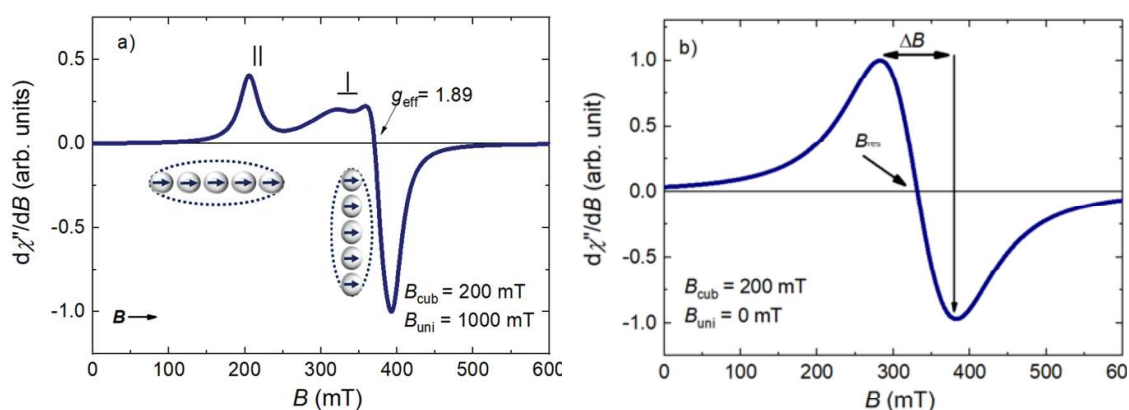 a)
||
⊥
g_eff = 1.89
B_cub = 200 mT
B_uni = 1000 mT
B
dχ"/dB (arb. units)
0.5
0.0
-0.5
-1.0
0 100 200 300 400 500 600
B (mT)
b)
ΔB
B_res
B_cub = 200 mT
B_uni = 0 mT
dχ"/dB (arb. unit)
1.0
0.5
0.0
-0.5
-1.0
0 100 200 300 400 500 600
B (mT)